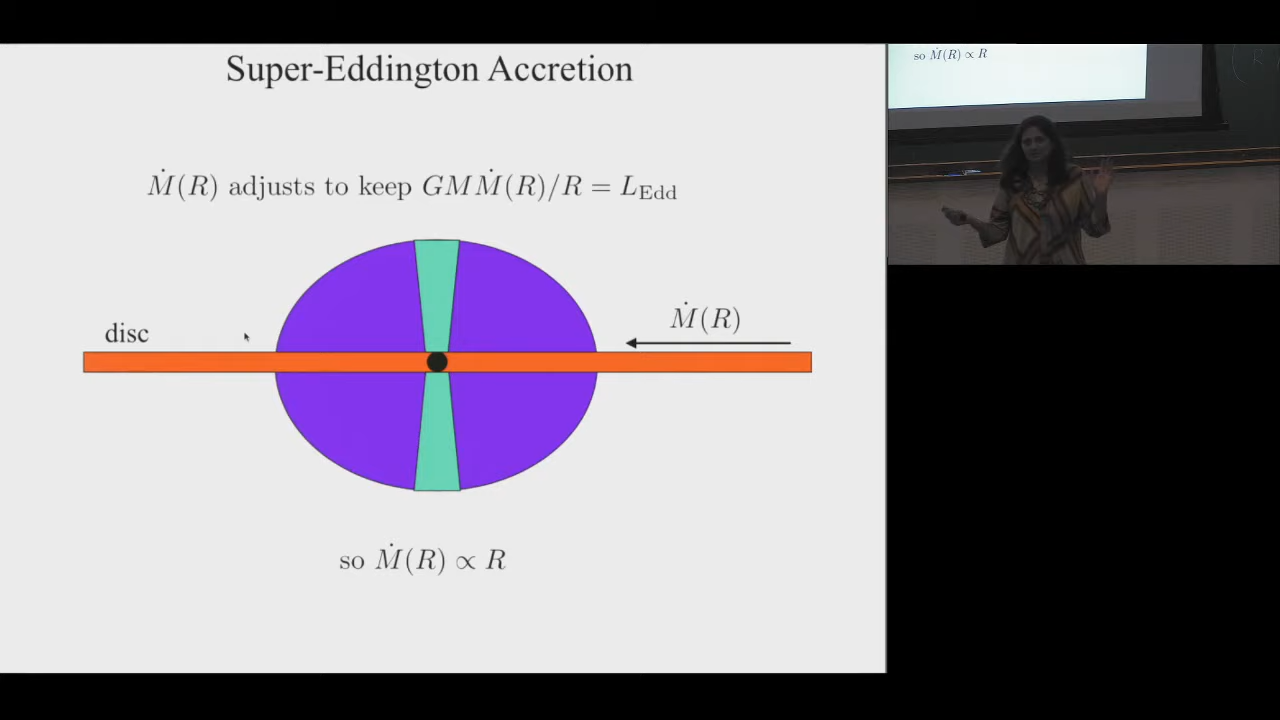 Super-Eddington Accretion
Ṁ(R) adjusts to keep GMṀ(R)/R = L_Edd
Ṁ(R)
disc
so Ṁ(R) ∝ R
so Ṁ(R) ∝ R